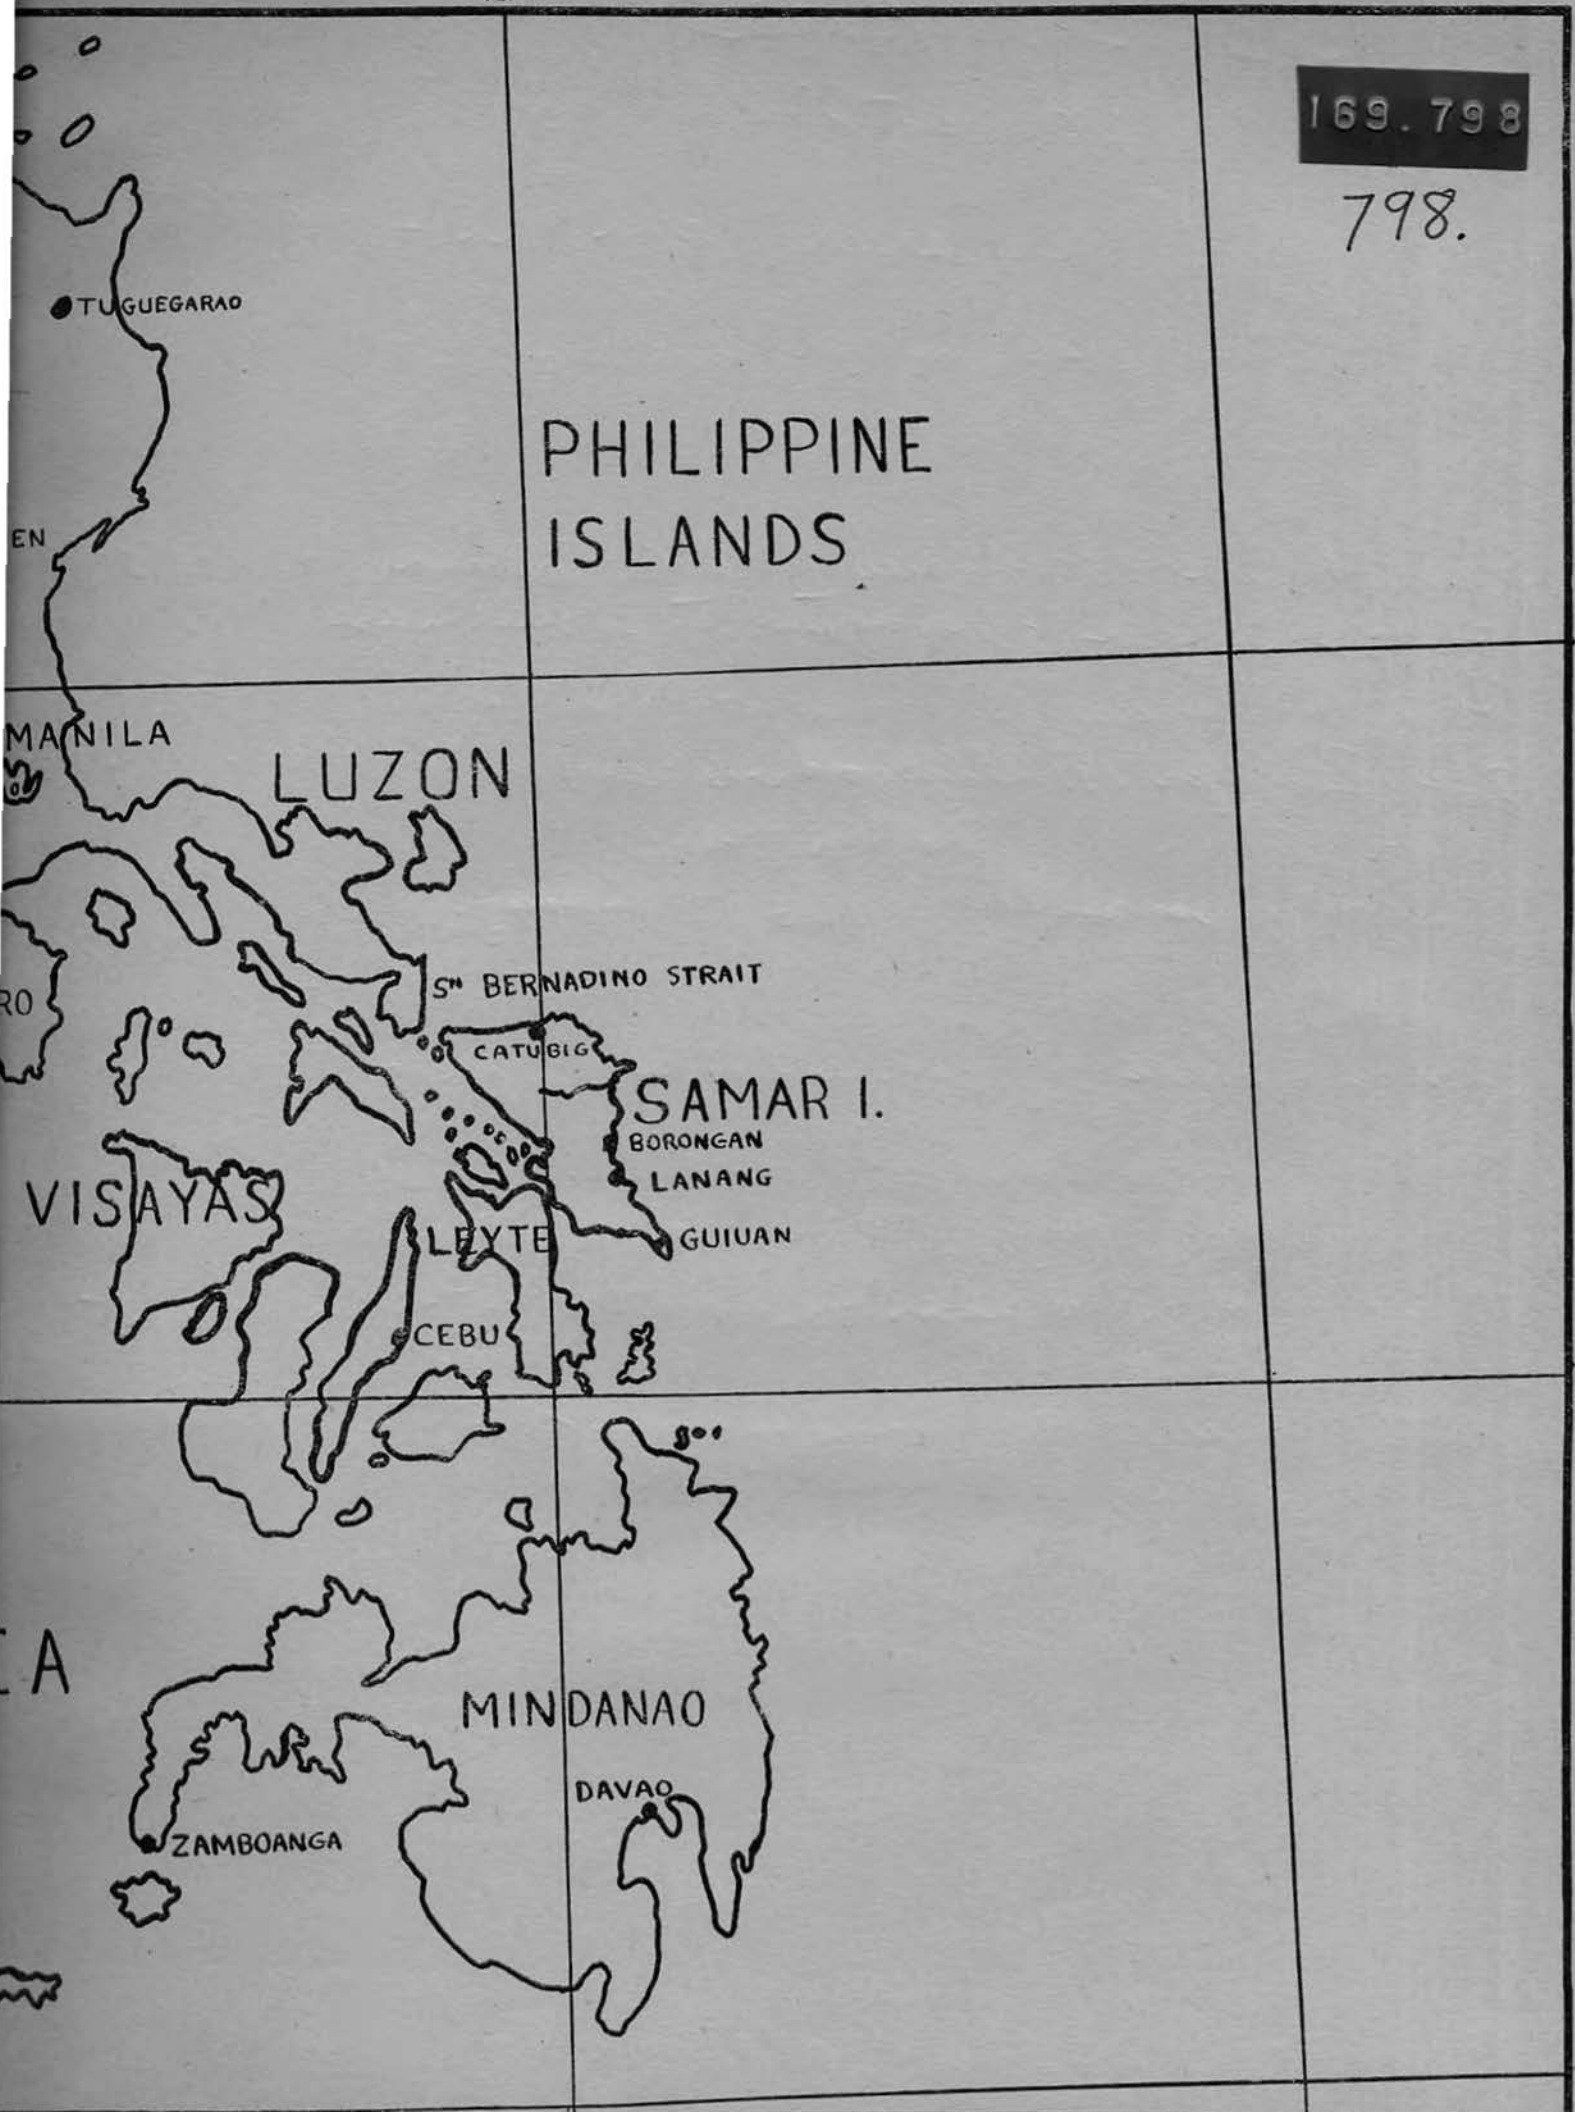 169.798
798.
TUGUEGARAO
PHILIPPINE
ISLANDS
EN
MANILA
LUZON
Sⁿ BERNADINO STRAIT
RO
CATUBIG
SAMAR I.
BORONGAN
LANANG
VISAYAS
LEYTE
GUIUAN
CEBU
A
MINDANAO
DAVAO
ZAMBOANGA